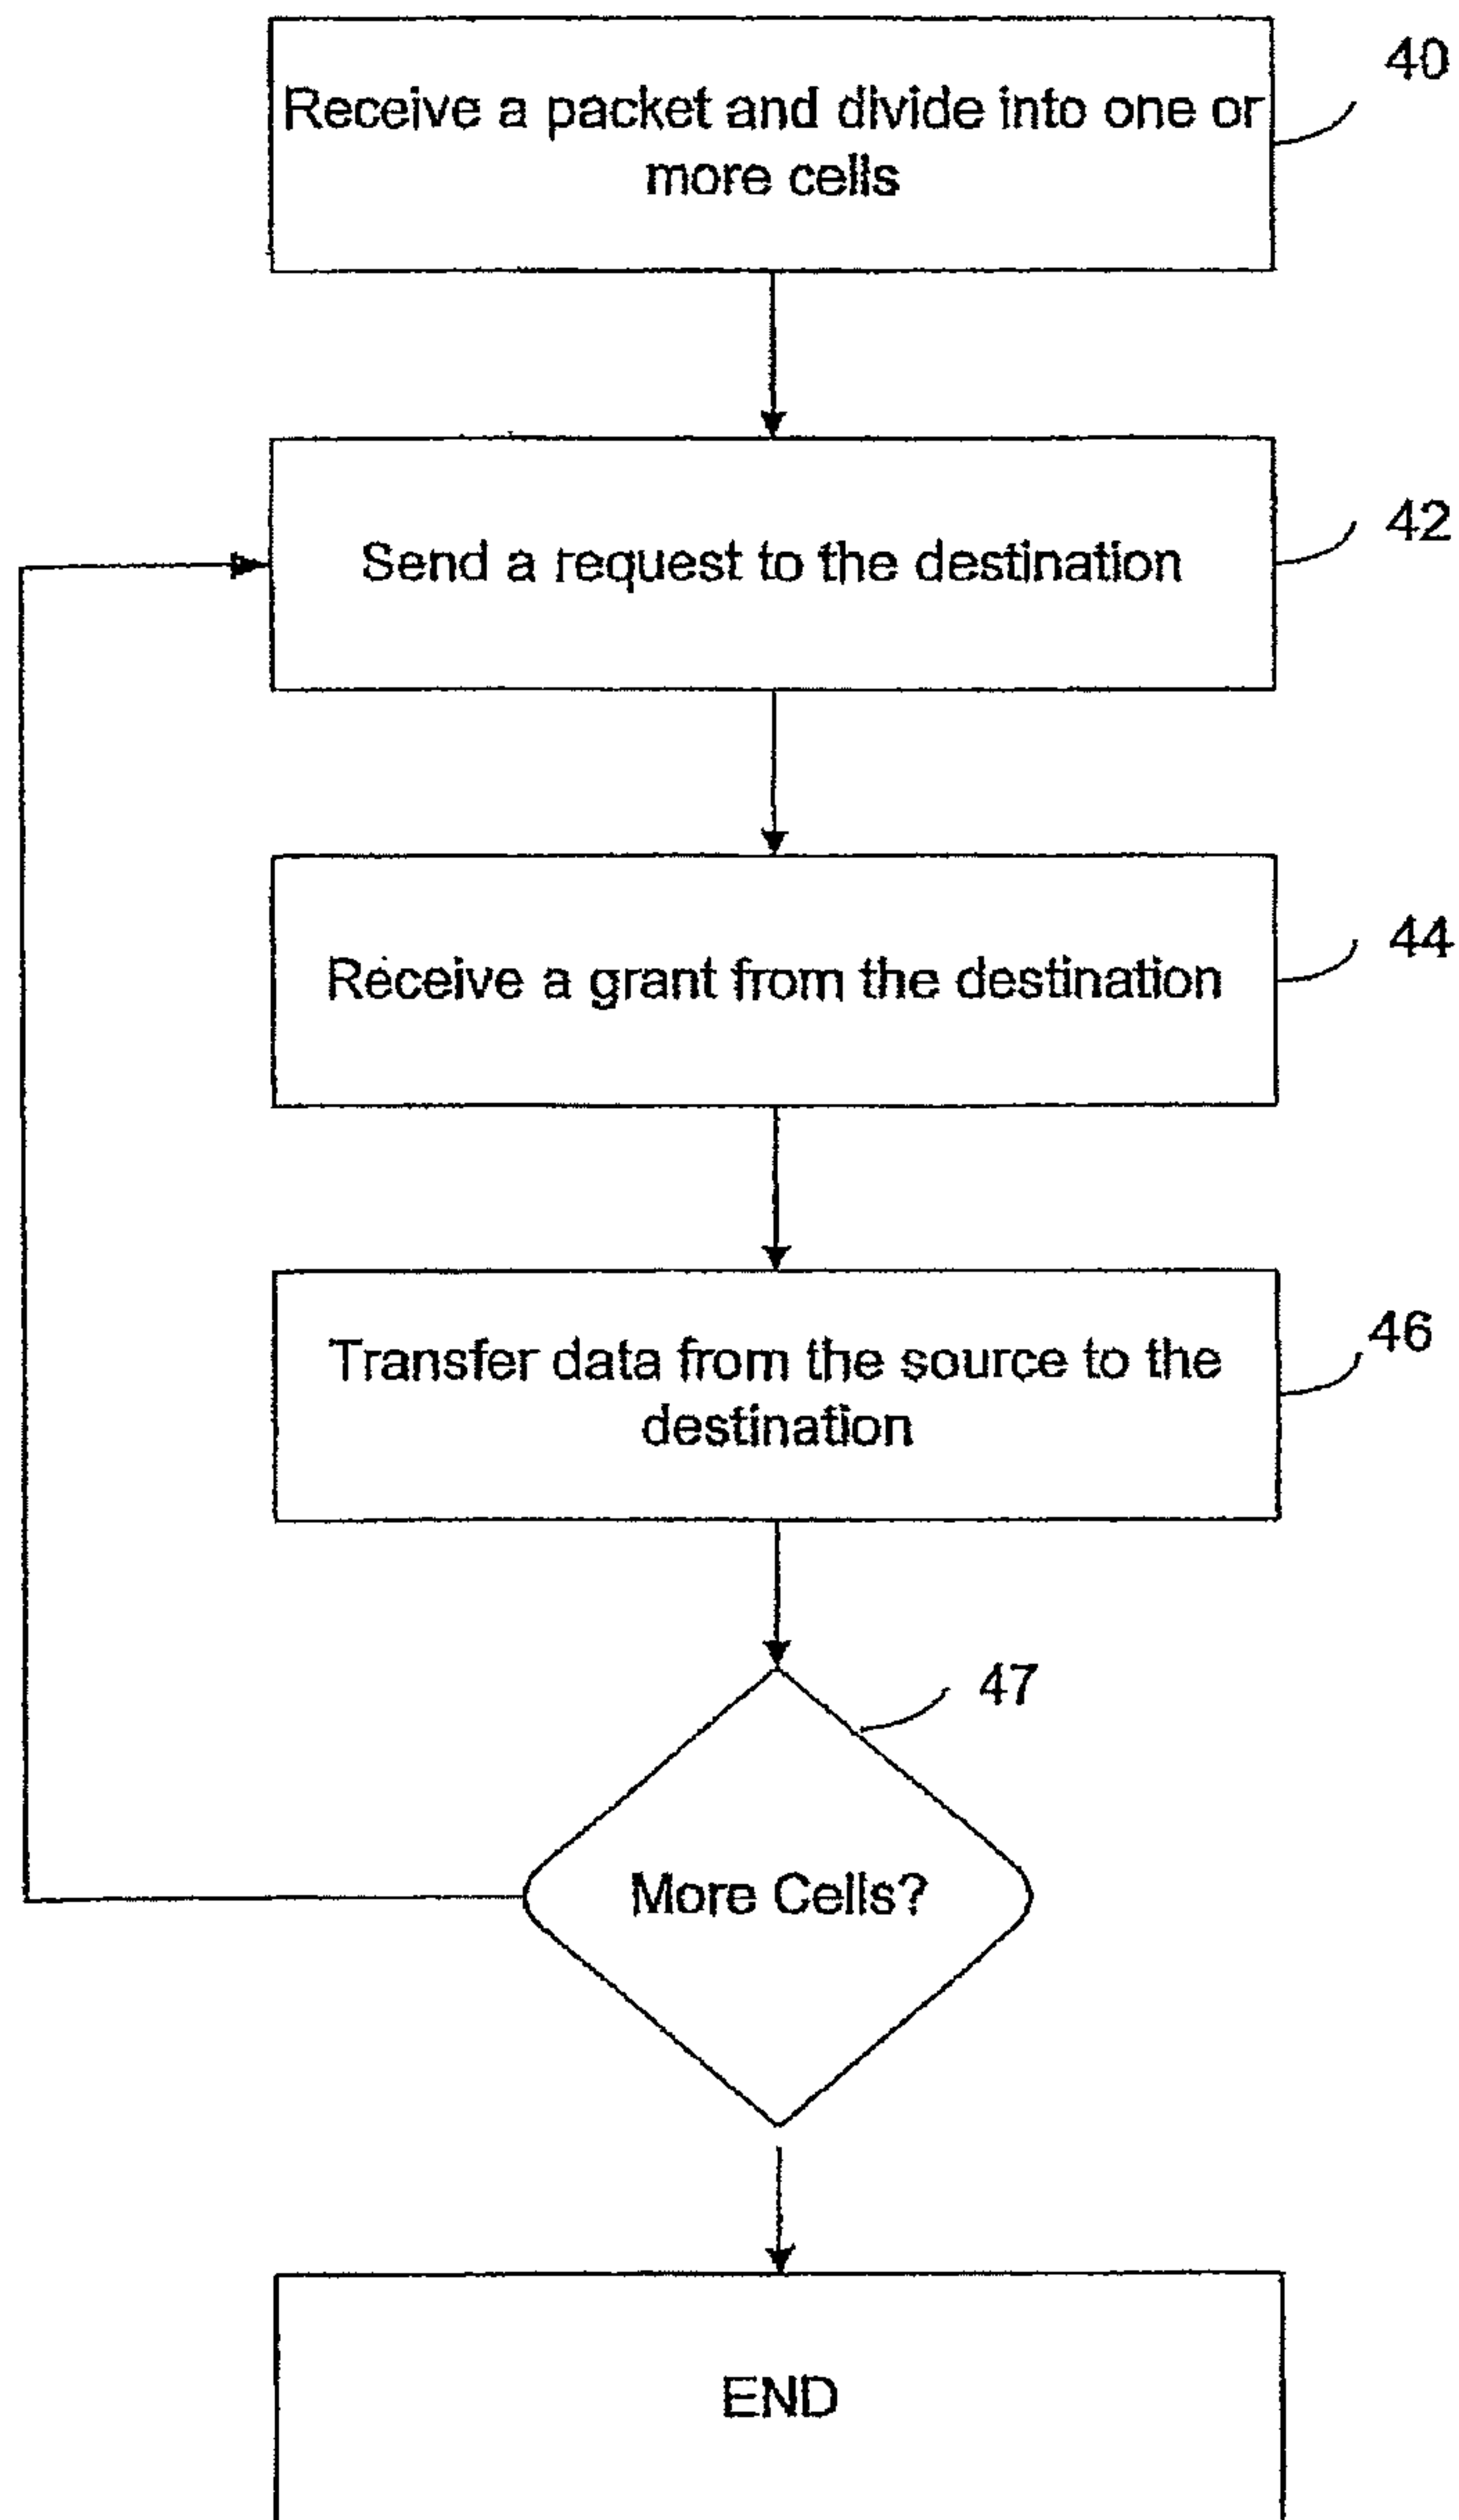 40
Receive a packet and divide into one or
more cells
42
Send a request to the destination
44
Receive a grant from the destination
46
Transfer data from the source to the
destination
47
More Cells?
END